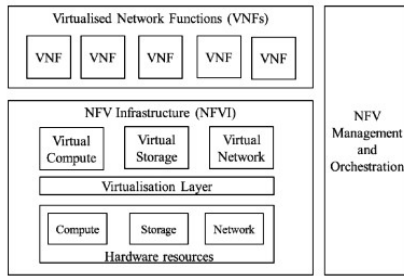 Virtualised Network Functions (VNFs)
VNF VNF VNF VNF VNF
NFV Infrastructure (NFVI)
Virtual Compute
Virtual Storage
Virtual Network
Virtualisation Layer
Compute Storage Network
Hardware resources
NFV
Management
and
Orchestration